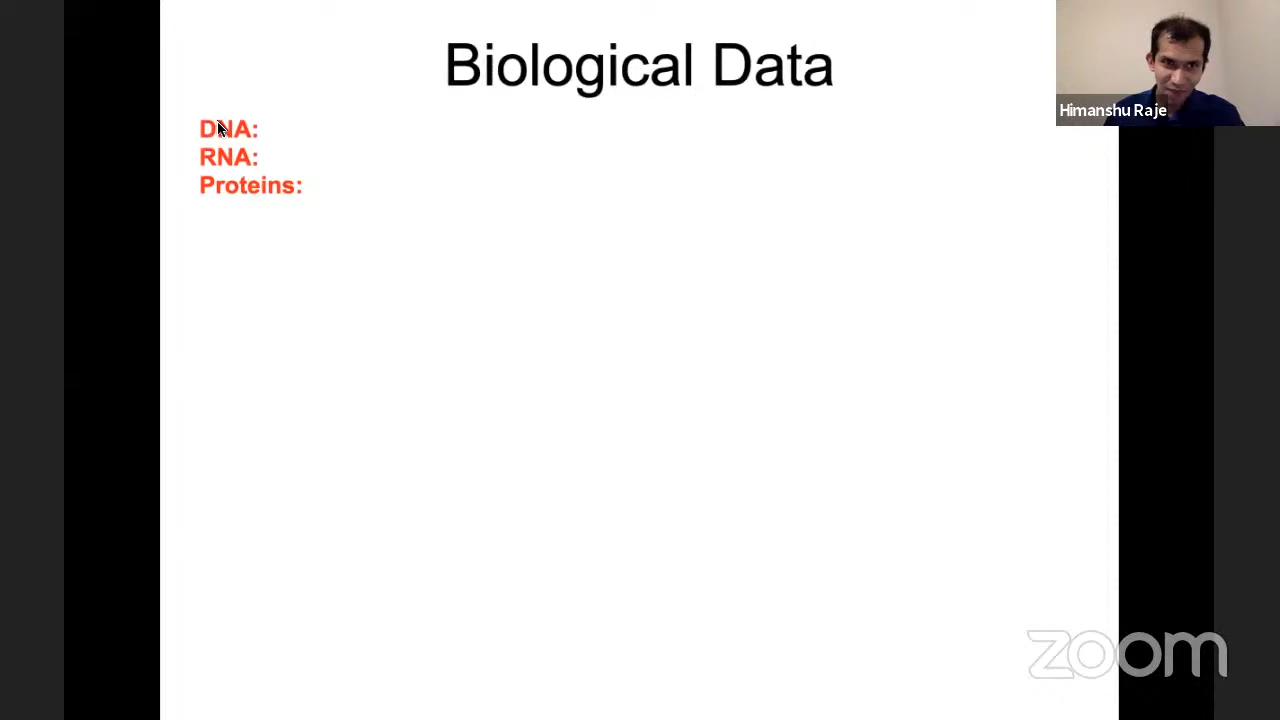 Biological Data
Himanshu Raje
DNA:
RNA:
Proteins:
zoom